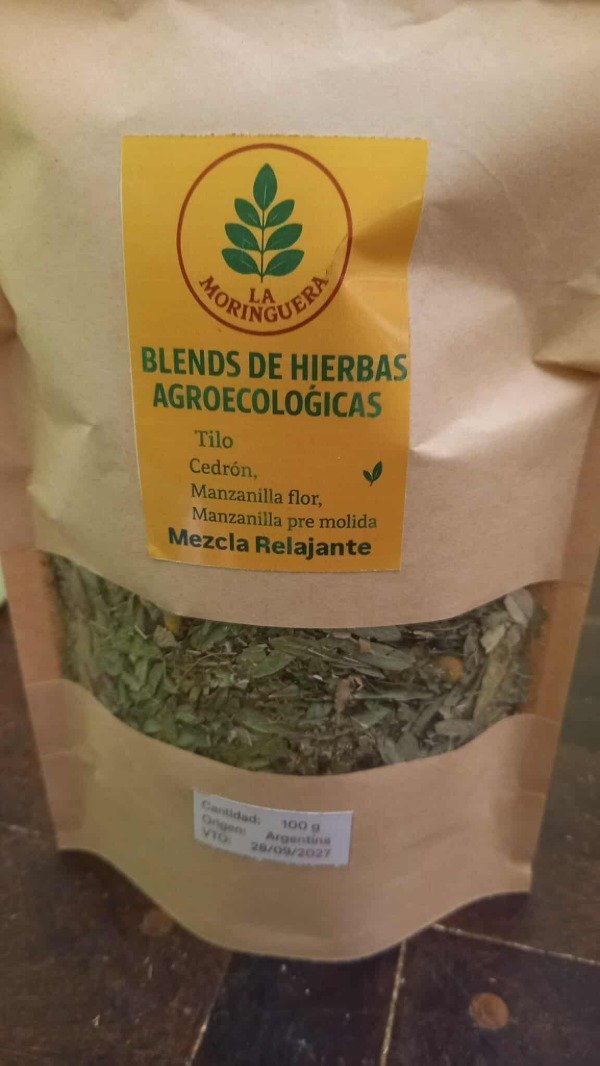 LA
MORINGUERA
BLENDS DE HIERBAS
AGROECOLOǴICAS
Tilo
Cedrón,
Manzanilla flor,
Manzanilla pre molida
Mezcla Relajante
Cantidad: 100 g
Origen: Argentina
VTO: 28/09/2027